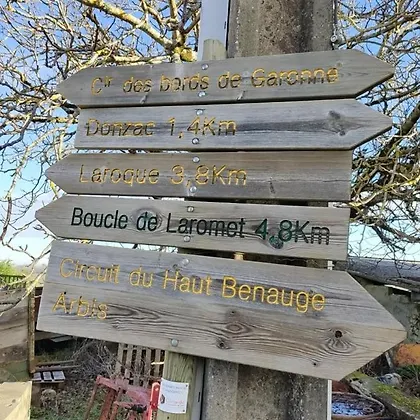 Ct des bords de Garonne
Donzac 1,4Km
Laroque 3,8Km
Boucle de Laromet 4,8Km
Circuit du Haut Benauge
Arbis